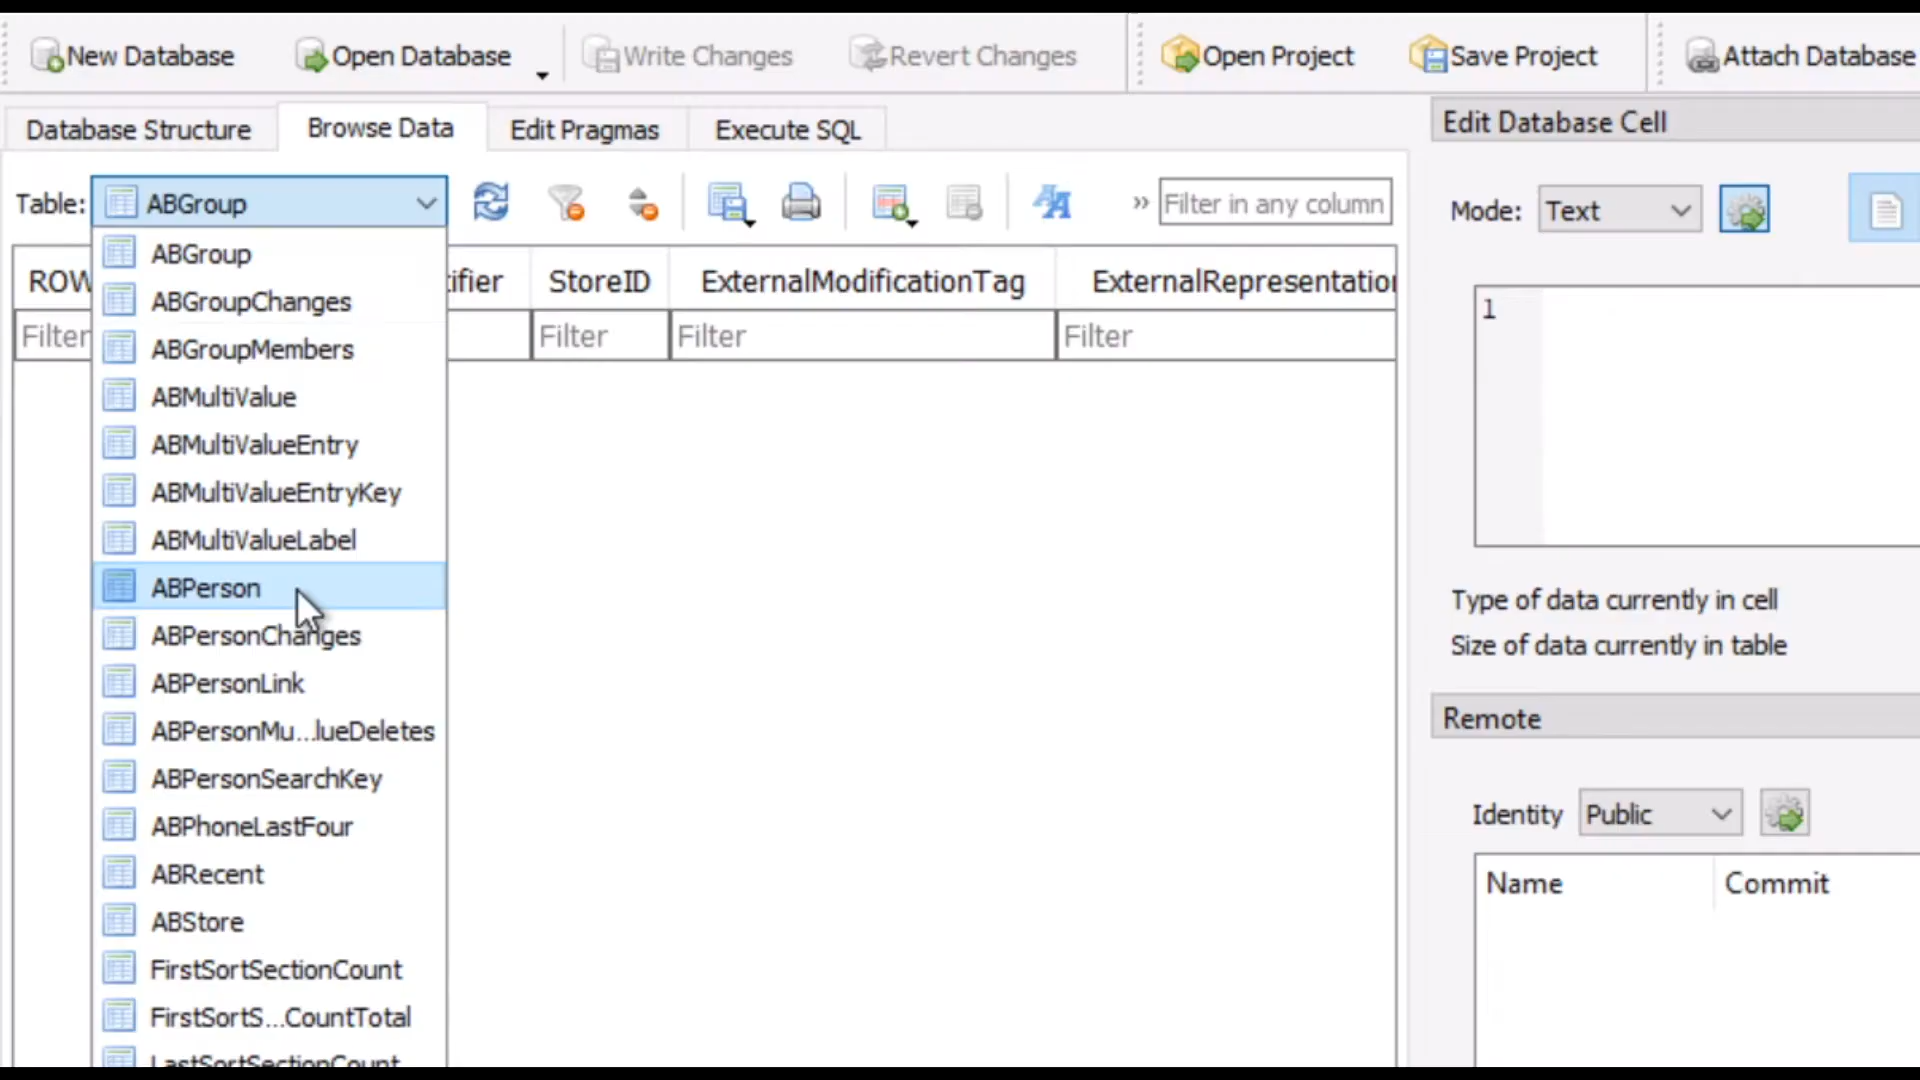 New Database Open Database Write Changes Revert Changes Open Project Save Project Attach Database
Database Structure Browse Data Edit Pragmas Execute SQL
Table: ABGroup » Filter in any column
ROW tifier StoreID ExternalModificationTag ExternalRepresentation
Filter Filter Filter Filter
ABGroup
ABGroupChanges
ABGroupMembers
ABMultiValue
ABMultiValueEntry
ABMultiValueEntryKey
ABMultiValueLabel
ABPerson
ABPersonChanges
ABPersonLink
ABPersonMu...lueDeletes
ABPersonSearchKey
ABPhoneLastFour
ABRecent
ABStore
FirstSortSectionCount
FirstSortS...CountTotal
LastSortSectionCount
Edit Database Cell
Mode: Text
1
Type of data currently in cell
Size of data currently in table
Remote
Identity Public
Name Commit